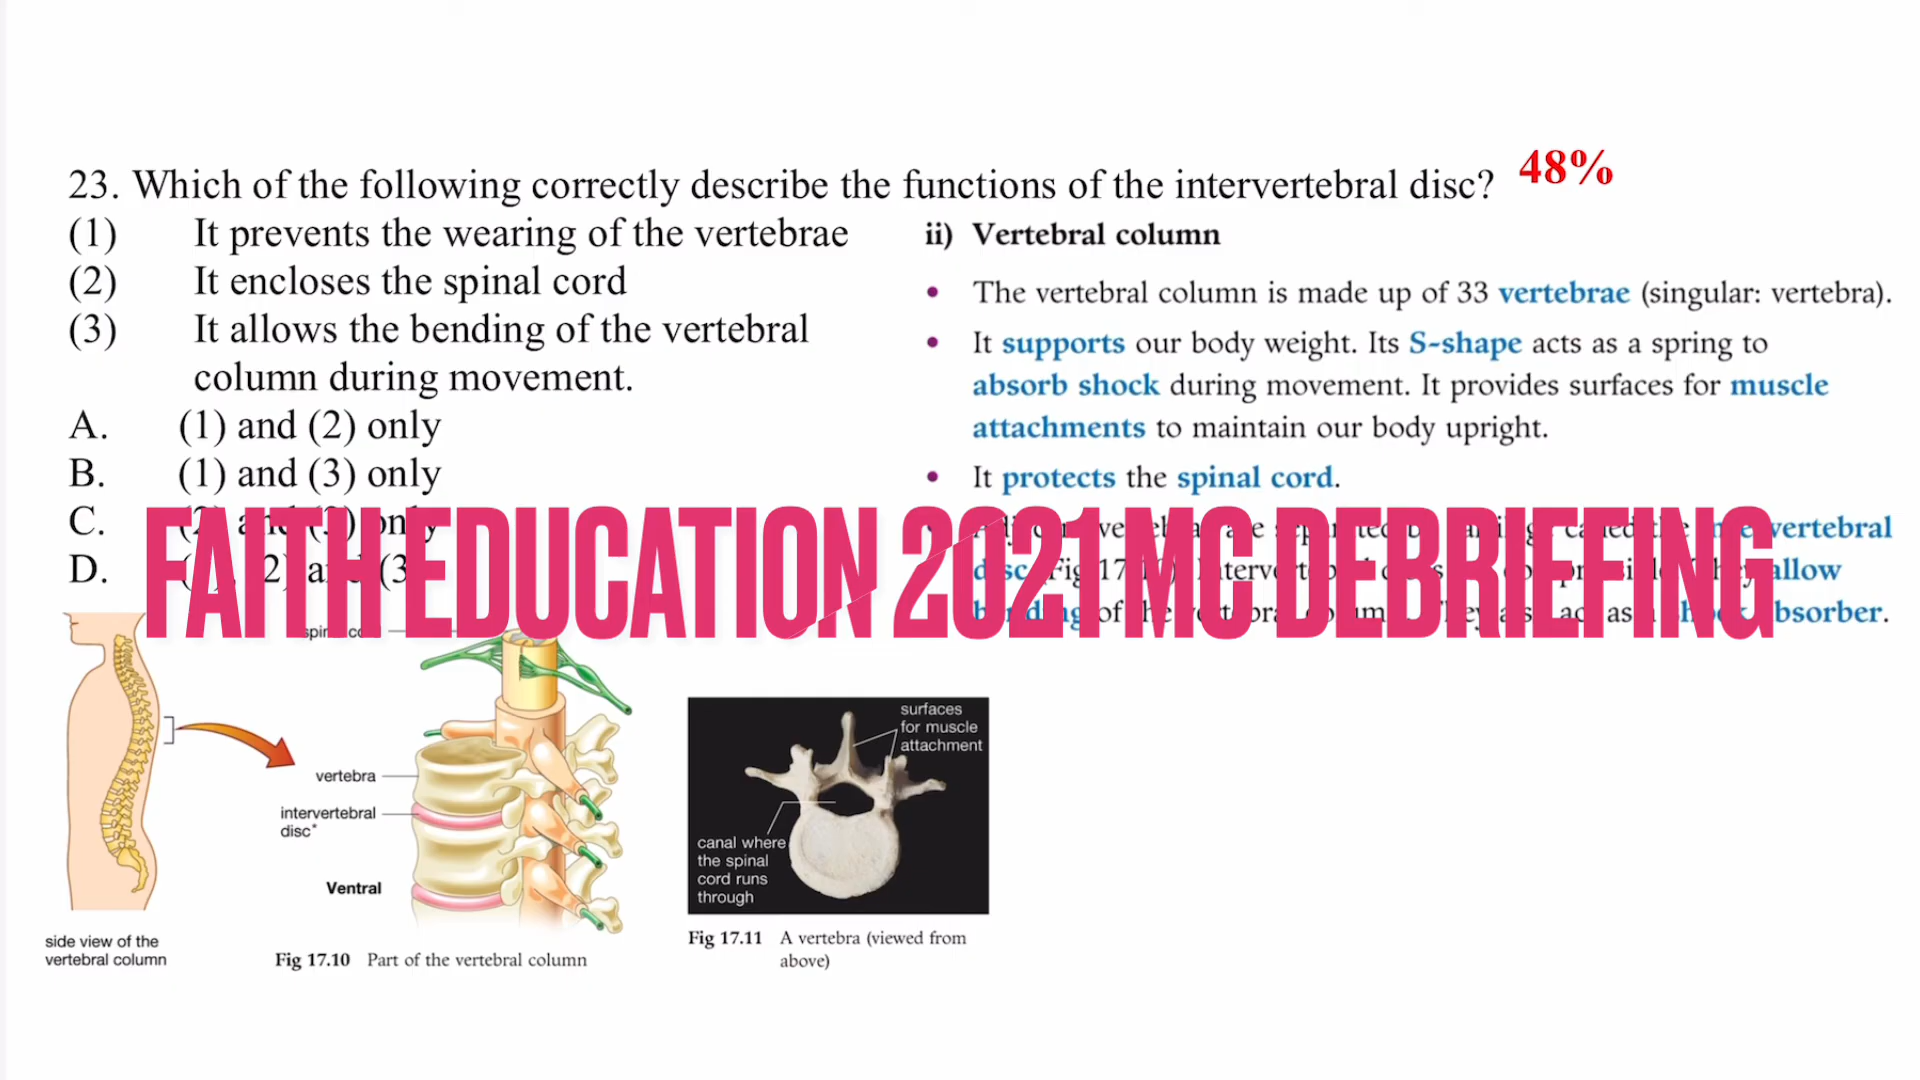 23. Which of the following correctly describe the functions of the intervertebral disc? 48%
(1) It prevents the wearing of the vertebrae
(2) It encloses the spinal cord
(3) It allows the bending of the vertebral
column during movement.
A. (1) and (2) only
B. (1) and (3) only
C. (2) and (3) only
D.
ii) Vertebral column
• The vertebral column is made up of 33 vertebrae (singular: vertebra).
• It supports our body weight. Its S-shape acts as a spring to
absorb shock during movement. It provides surfaces for muscle
attachments to maintain our body upright.
• It protects the spinal cord.
vertebral
allow
absorber.
FAITH EDUCATION 2021 MC DEBRIEFING
vertebra
intervertebral
disc*
Ventral
side view of the
vertebral column
Fig 17.10 Part of the vertebral column
surfaces
for muscle
attachment
canal where
the spinal
cord runs
through
Fig 17.11 A vertebra (viewed from
above)